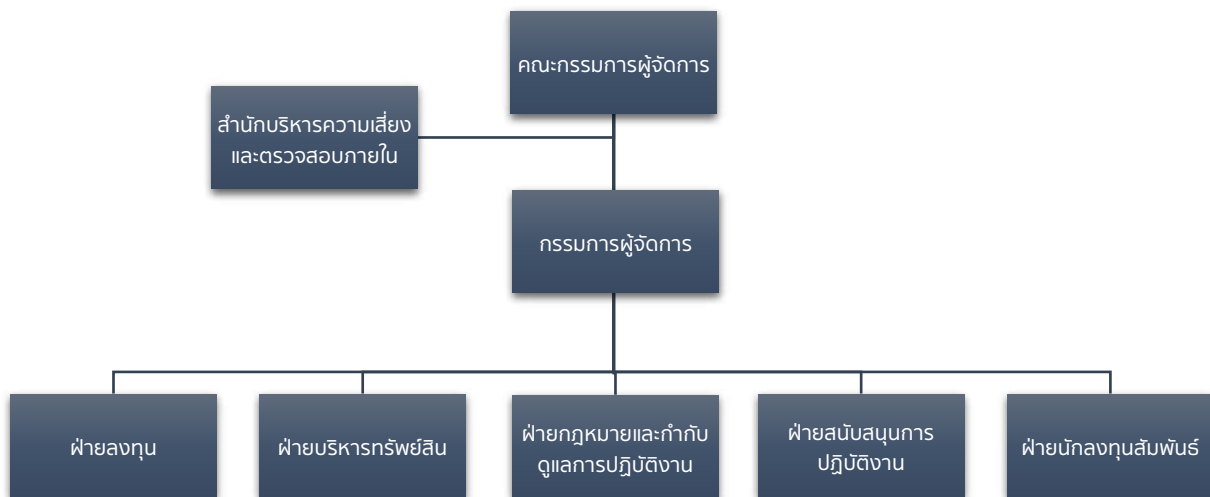 คณะกรรมการผู้จัดการ
สำนักบริหารความเสี่ยง
และตรวจสอบภายใน
กรรมการผู้จัดการ
ฝ่ายลงทุน
ฝ่ายบริหารทรัพย์สิน
ฝ่ายกฎหมายและกำกับ
ดูแลการปฏิบัติงาน
ฝ่ายสนับสนุนการ
ปฏิบัติงาน
ฝ่ายนักลงทุนสัมพันธ์